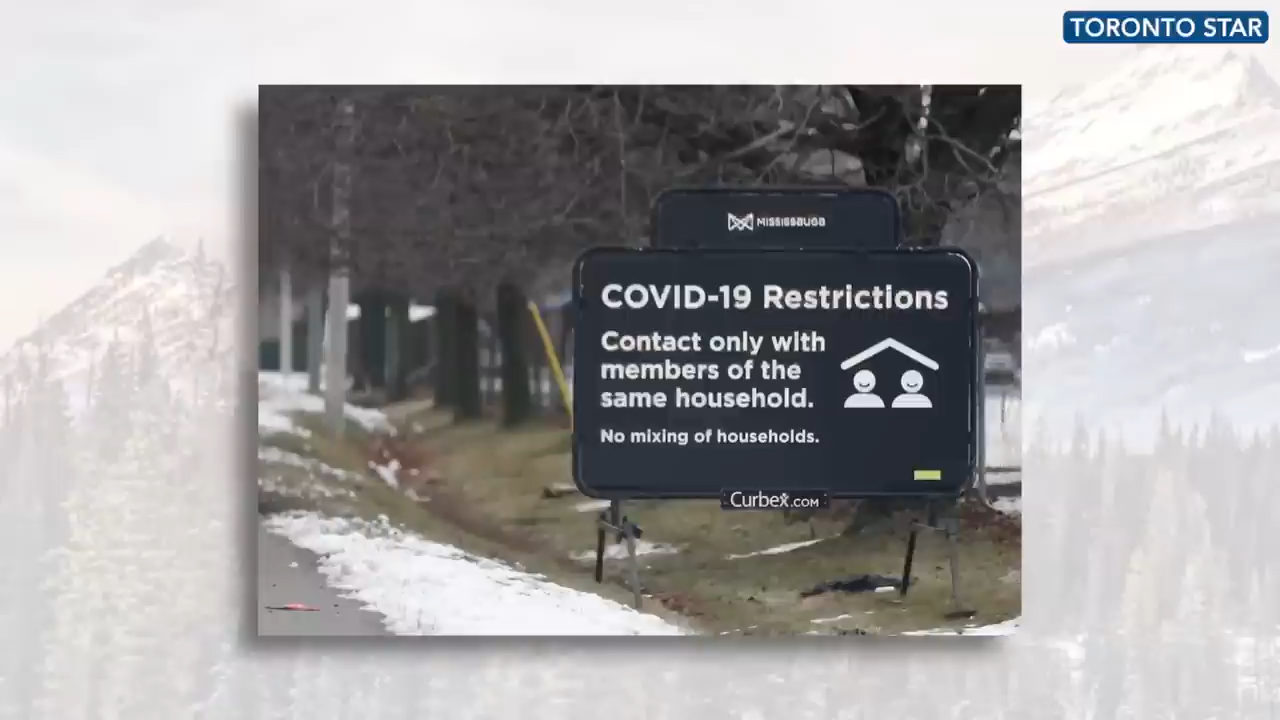 TORONTO STAR
MISSISSAUGA
COVID-19 Restrictions
Contact only with
members of the
same household.
No mixing of households.
Curbex.com